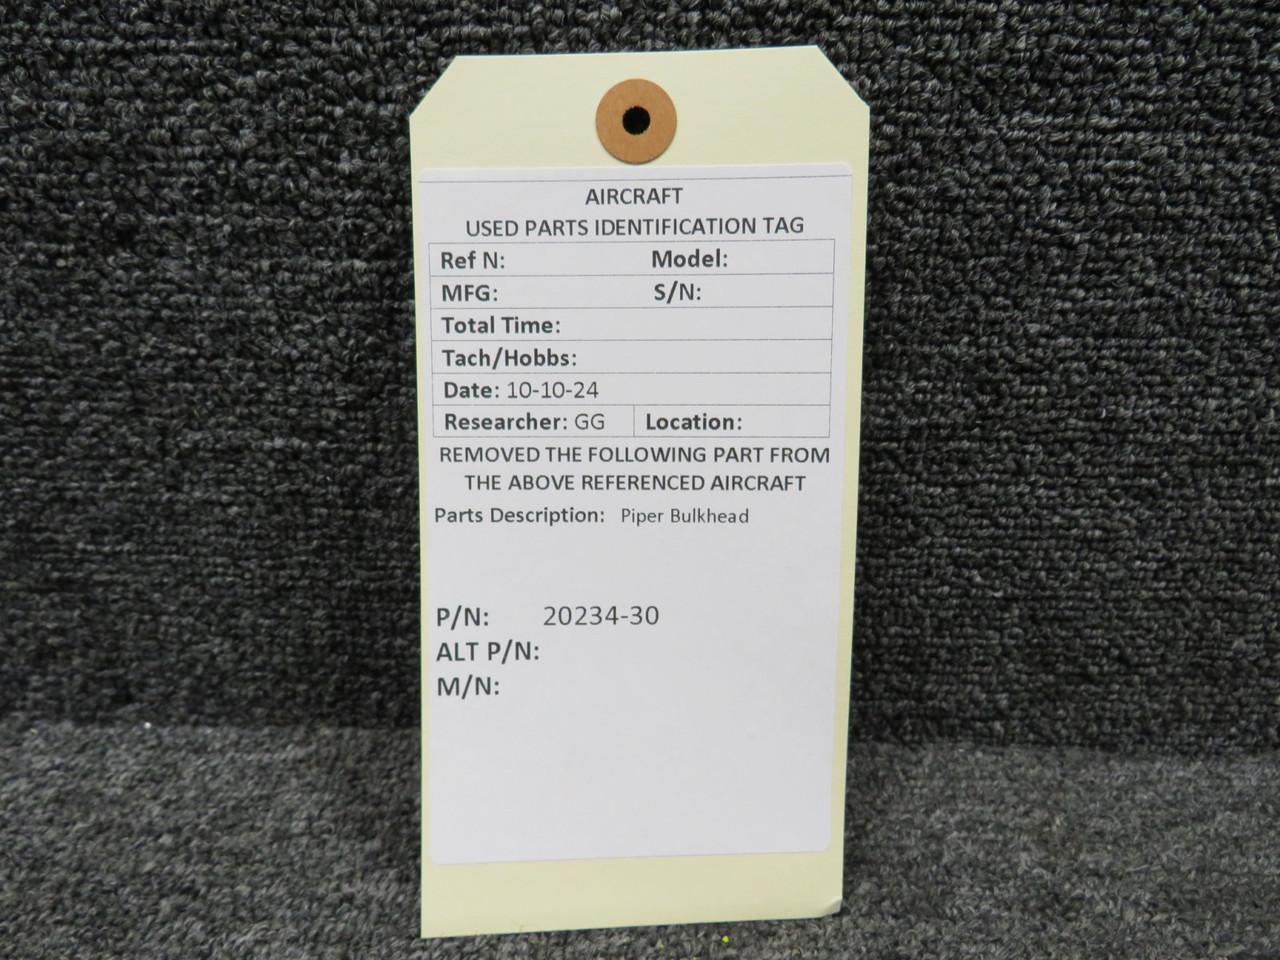 AIRCRAFT
USED PARTS IDENTIFICATION TAG
Ref N: Model:
MFG: S/N:
Total Time:
Tach/Hobbs:
Date: 10-10-24
Researcher: GG Location:
REMOVED THE FOLLOWING PART FROM
THE ABOVE REFERENCED AIRCRAFT
Parts Description: Piper Bulkhead
P/N: 20234-30
ALT P/N:
M/N: